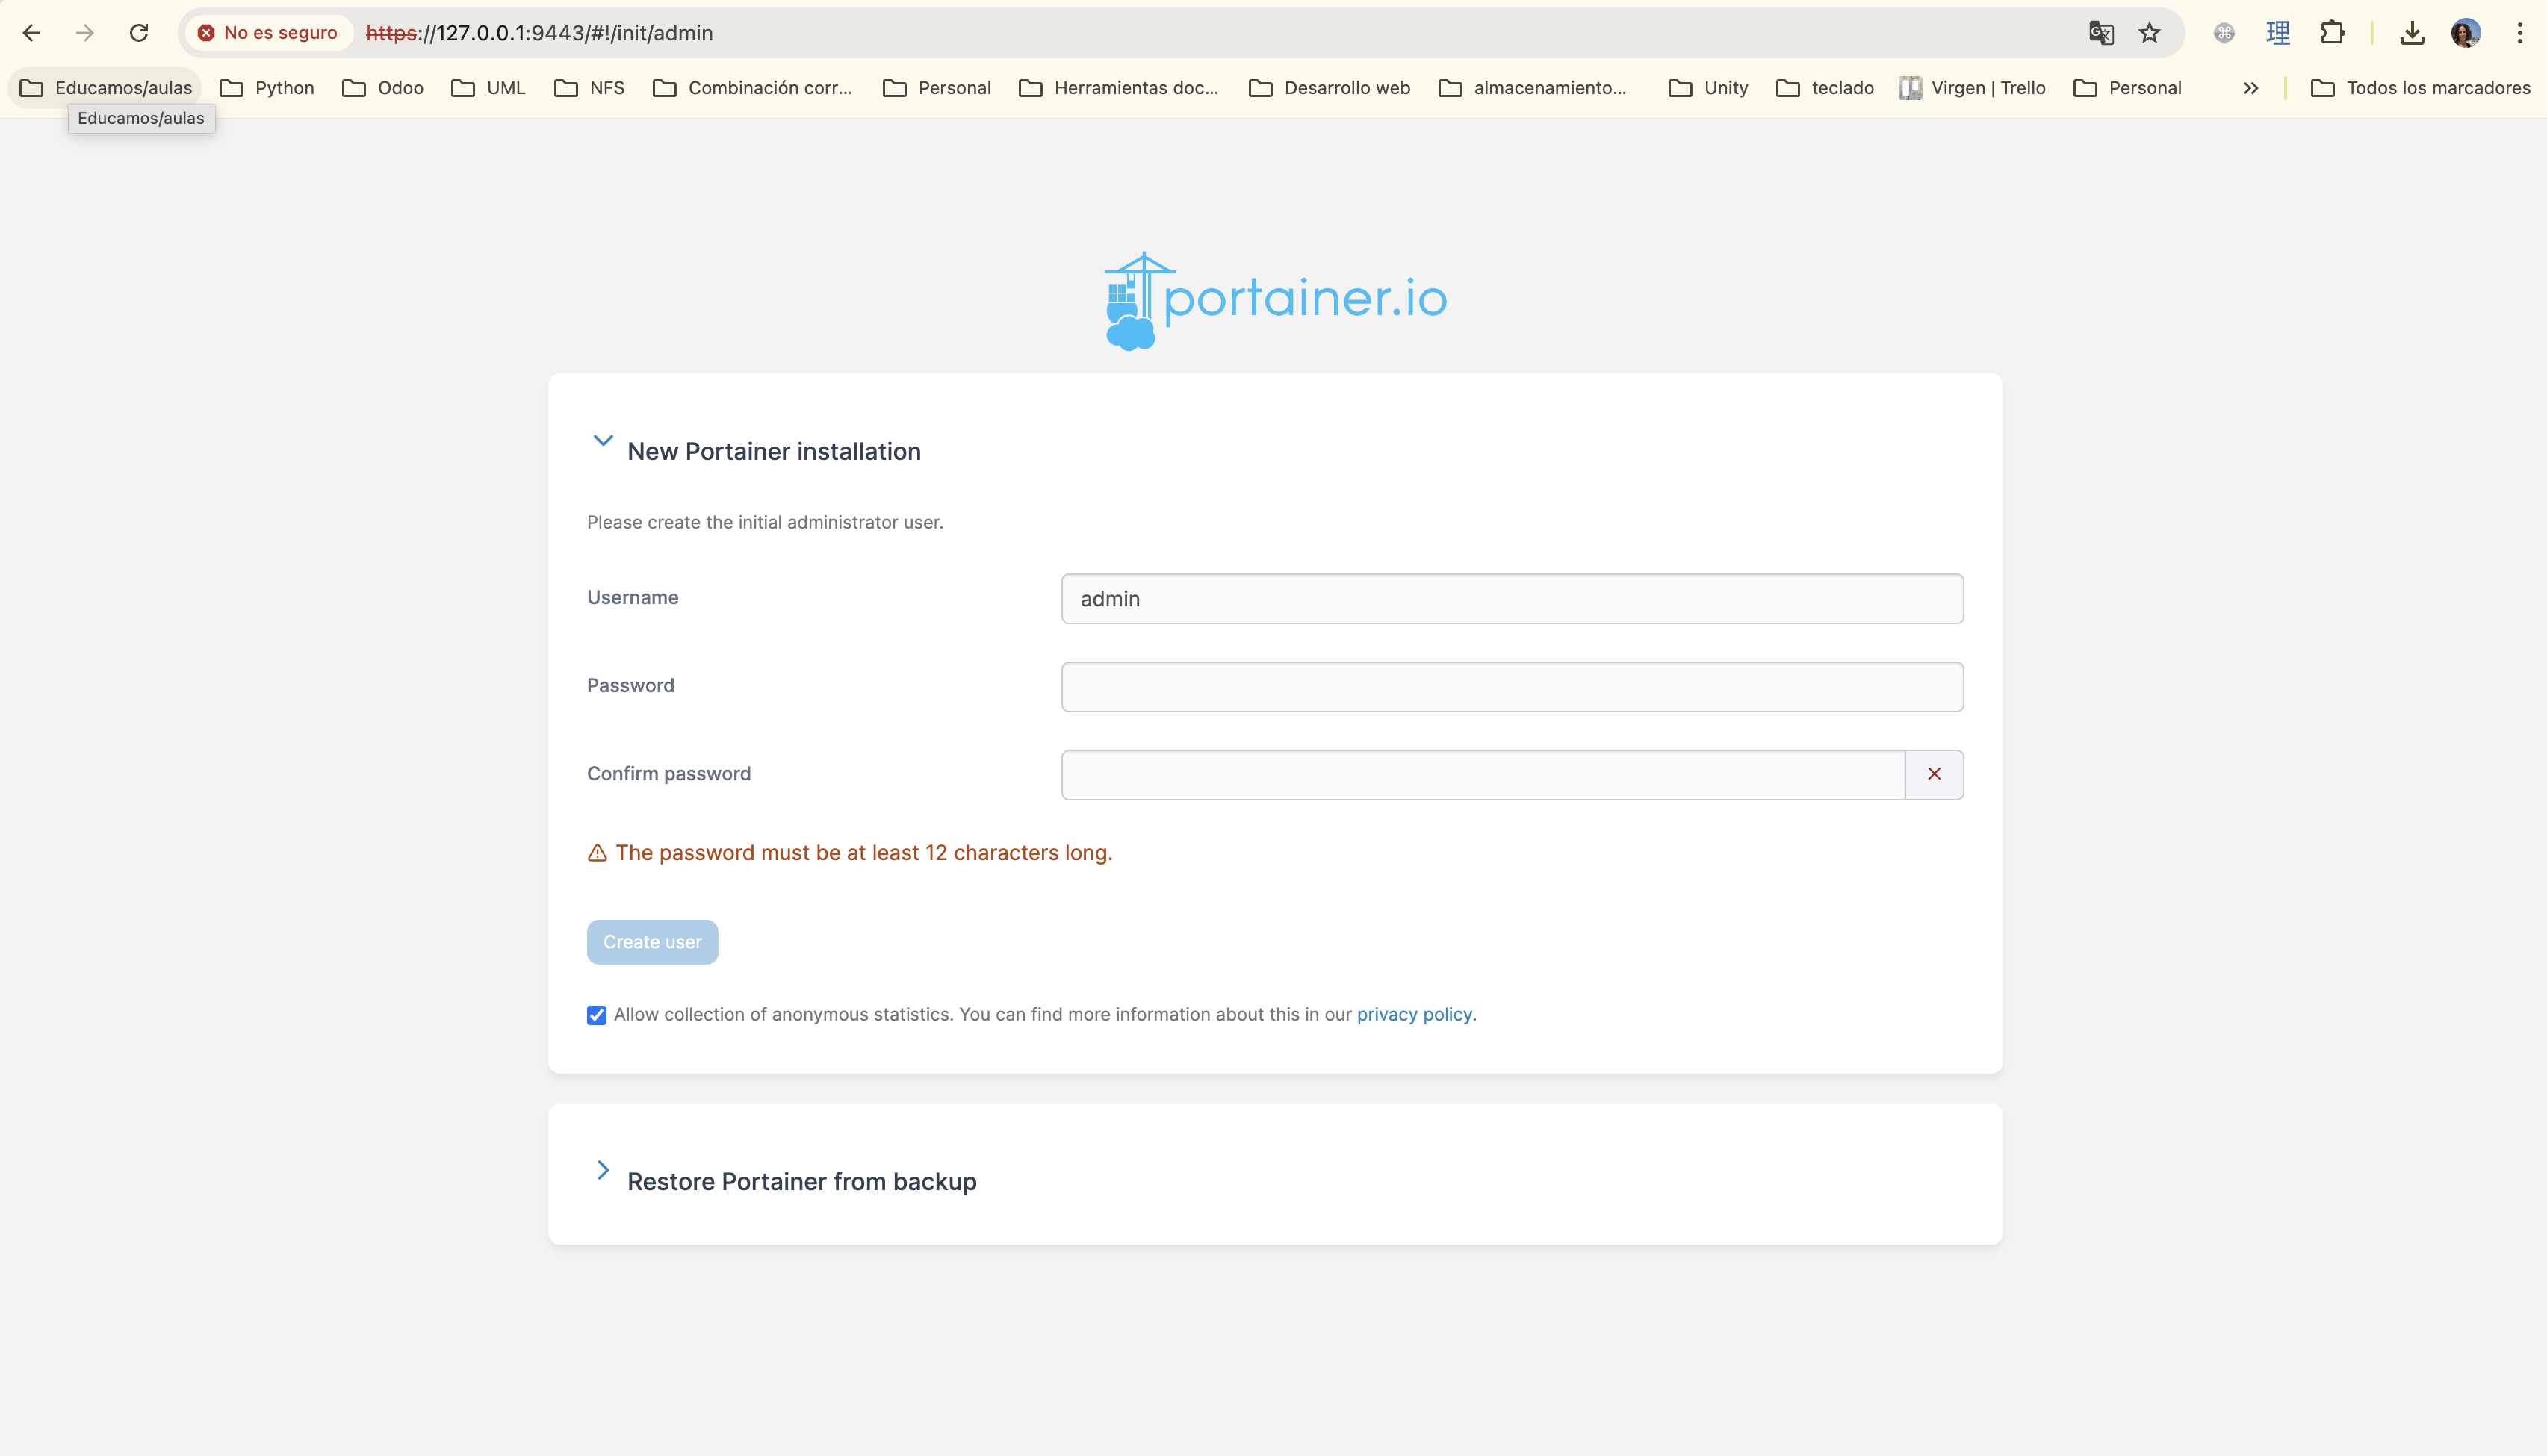 No es seguro https://127.0.0.1:9443/#!/init/admin
Educamos/aulas Python Odoo UML NFS Combinación corr... Personal Herramientas doc... Desarrollo web almacenamiento... Unity teclado Virgen | Trello Personal » Todos los marcadores
Educamos/aulas
portainer.io
New Portainer installation
Please create the initial administrator user.
Username admin
Password
Confirm password
The password must be at least 12 characters long.
Create user
Allow collection of anonymous statistics. You can find more information about this in our privacy policy.
Restore Portainer from backup